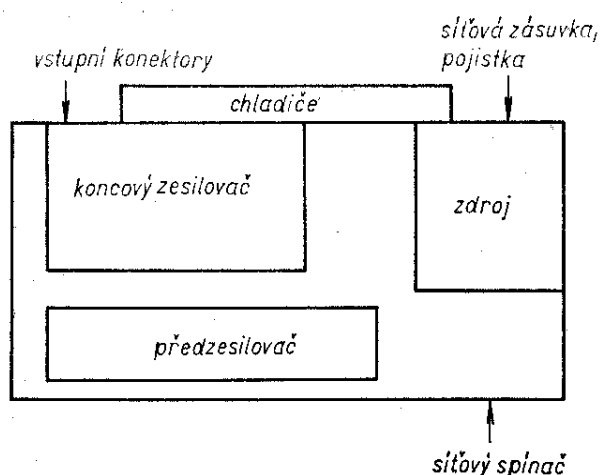 síťová zásuvka,
pojistka
vstupní konektory
chladiče
koncový zesilovač
zdroj
předzesilovač
síťový spínač